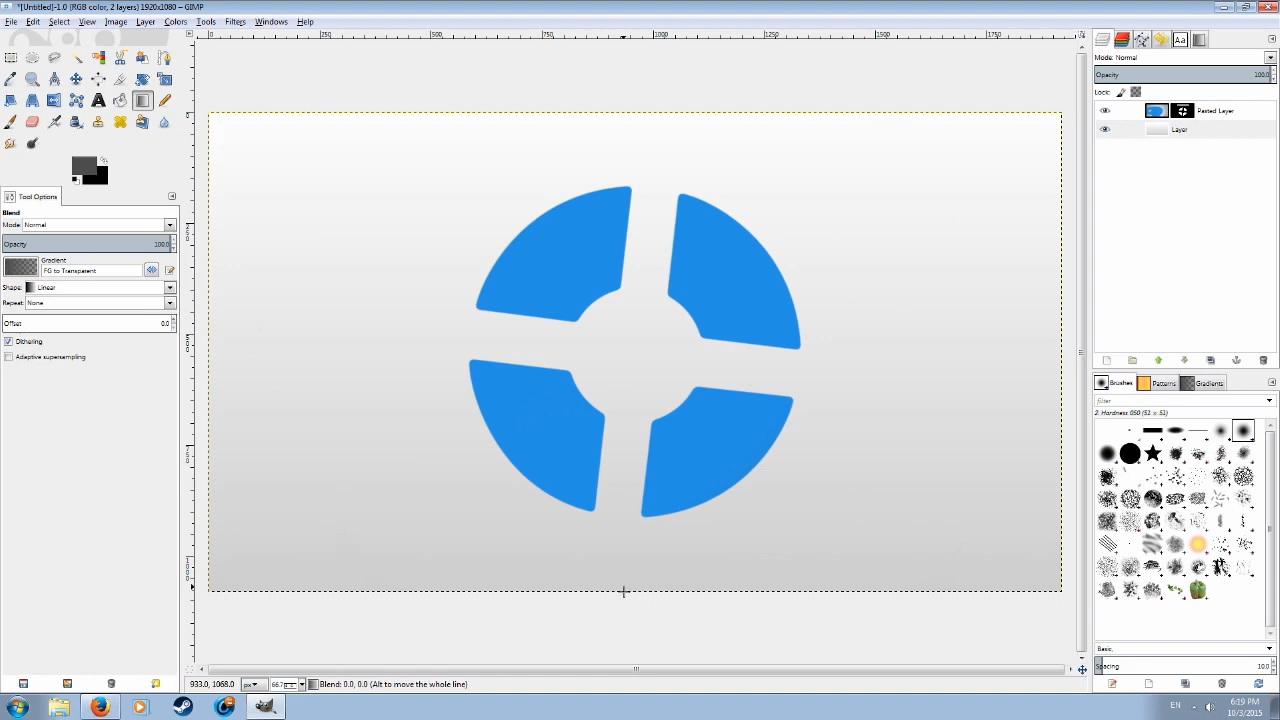 *[Untitled]-1.0 (RGB color, 2 layers) 1920x1080 – GIMP
File Edit Select View Image Layer Colors Tools Filters Windows Help
0 250 500 750 1000 1250 1500 1750
Mode: Normal
Opacity 100.0
Lock:
Pasted Layer
Layer
Tool Options
Blend
Mode: Normal
Opacity 100.0
Gradient
FG to Transparent
Shape: Linear
Repeat: None
Offset 0.0
Dithering
Adaptive supersampling
Brushes Patterns Gradients
filter
2. Hardness 050 (51 × 51)
Basic,
Spacing 10.0
933.0, 1068.0 px 66.7 Blend: 0.0, 0.0 (Alt to move the whole line)
EN 6:19 PM
10/3/2015